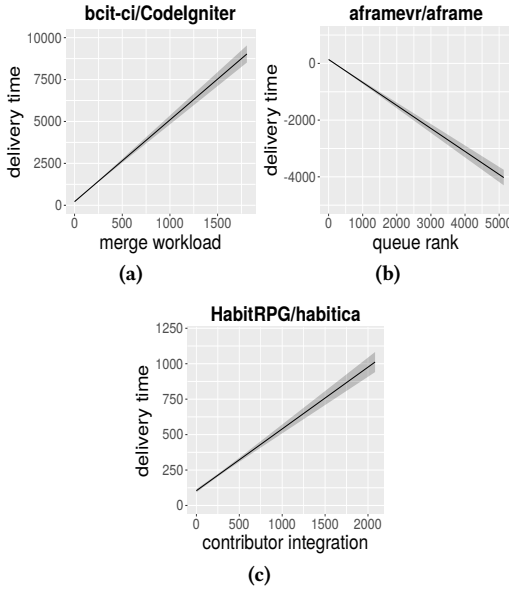 bcit-ci/CodeIgniter
delivery time
10000
7500
5000
2500
0
0 500 1000 1500
merge workload
(a)
aframevr/aframe
delivery time
0
-2000
-4000
0 1000 2000 3000 4000 5000
queue rank
(b)
HabitRPG/habitica
delivery time
1250
1000
750
500
250
0
0 500 1000 1500 2000
contributor integration
(c)